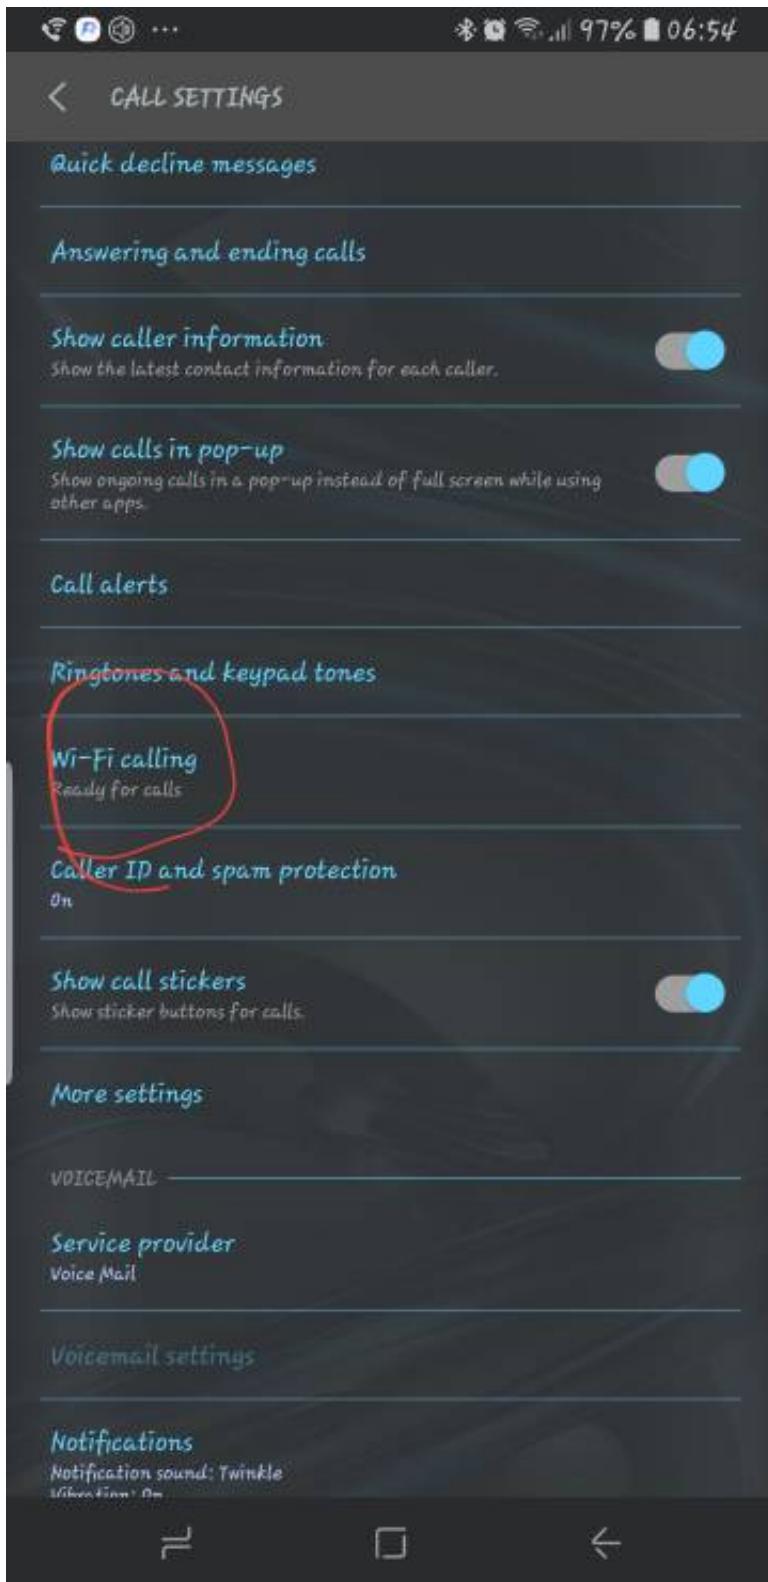 97% 06:54
CALL SETTINGS
Quick decline messages
Answering and ending calls
Show caller information
Show the latest contact information for each caller.
Show calls in pop-up
Show ongoing calls in a pop-up instead of full screen while using
other apps.
Call alerts
Ringtones and keypad tones
Wi-Fi calling
Ready for calls
Caller ID and spam protection
On
Show call stickers
Show sticker buttons for calls.
More settings
VOICEMAIL
Service provider
Voice Mail
Voicemail settings
Notifications
Notification sound: Twinkle
Vibration: On